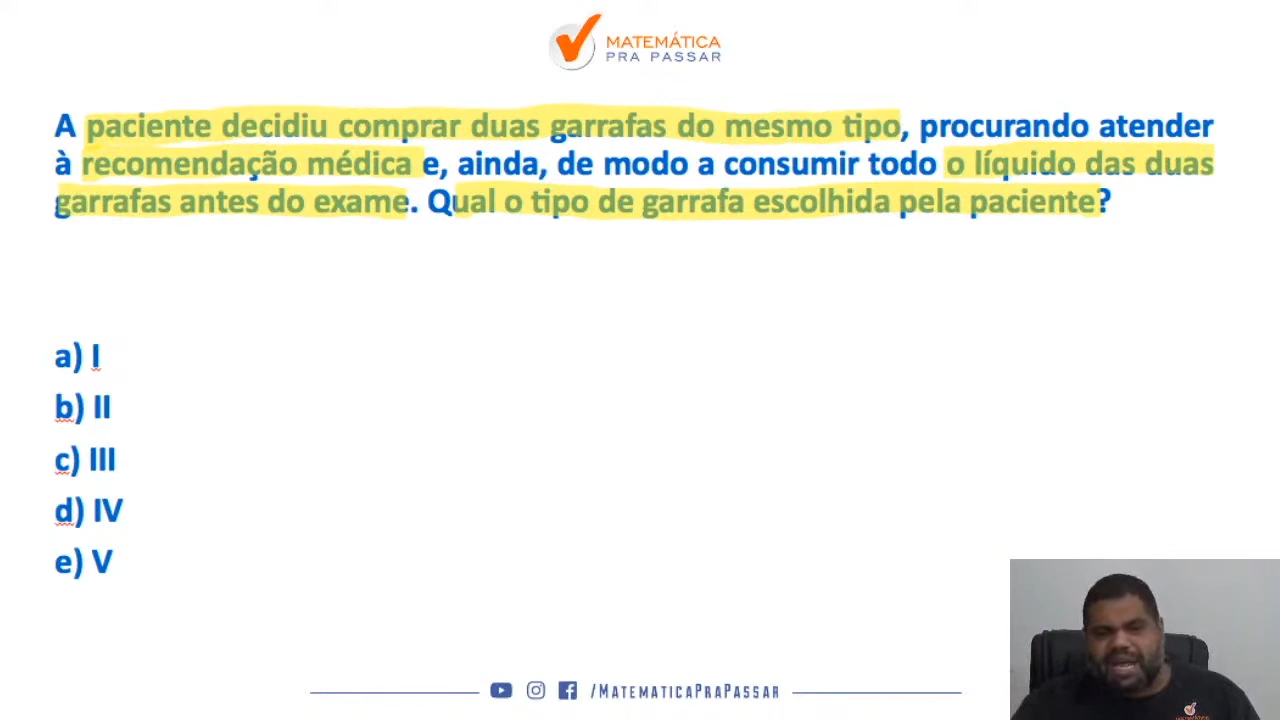 MATEMÁTICA
PRA PASSAR
A paciente decidiu comprar duas garrafas do mesmo tipo, procurando atender
à recomendação médica e, ainda, de modo a consumir todo o líquido das duas
garrafas antes do exame. Qual o tipo de garrafa escolhida pela paciente?
a) I
b) II
c) III
d) IV
e) V
/MATEMATICAPRAPASSAR